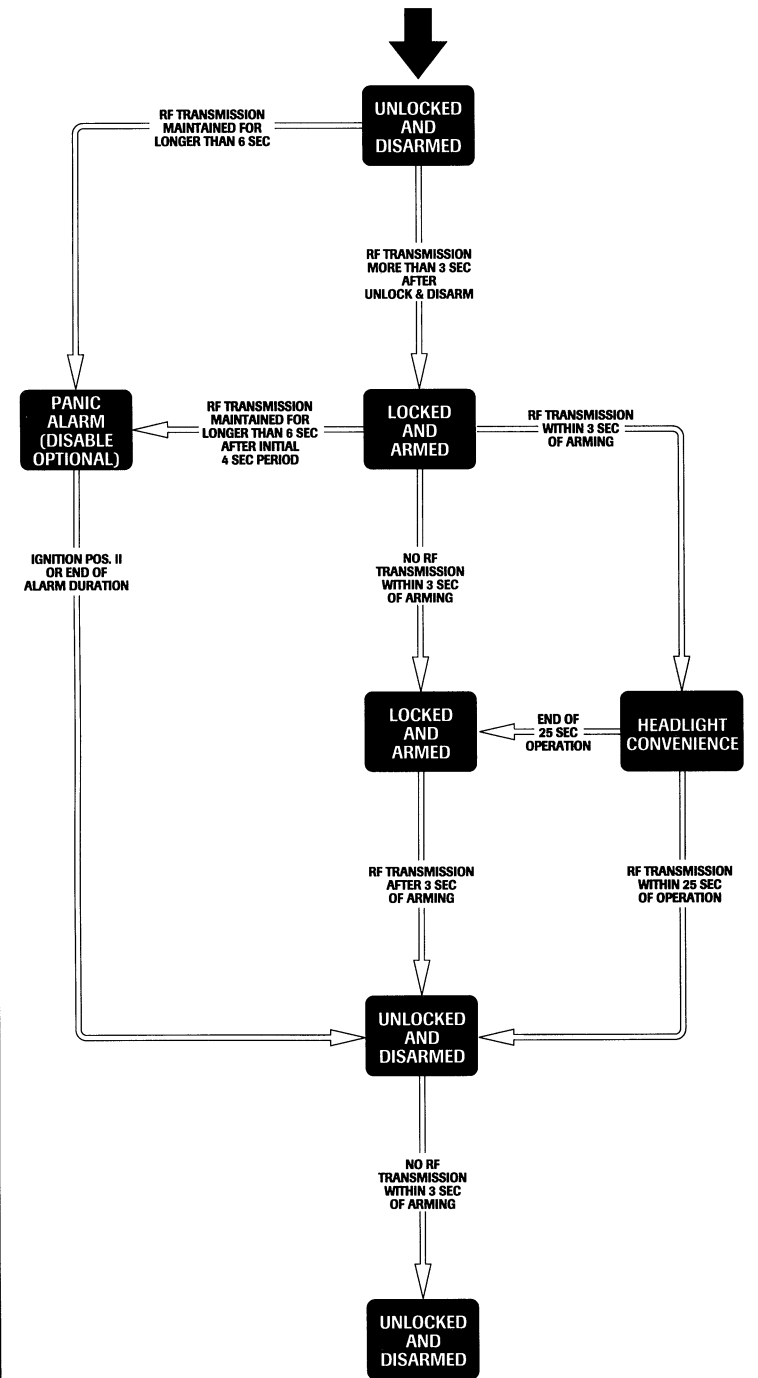 UNLOCKED
AND
DISARMED
RF TRANSMISSION
MAINTAINED FOR
LONGER THAN 6 SEC
RF TRANSMISSION
MORE THAN 3 SEC
AFTER
UNLOCK & DISARM
PANIC
ALARM
(DISABLE
OPTIONAL)
RF TRANSMISSION
MAINTAINED FOR
LONGER THAN 6 SEC
AFTER INITIAL
4 SEC PERIOD
LOCKED
AND
ARMED
RF TRANSMISSION
WITHIN 3 SEC
OF ARMING
IGNITION POS. II
OR END OF
ALARM DURATION
NO RF
TRANSMISSION
WITHIN 3 SEC
OF ARMING
LOCKED
AND
ARMED
END OF
25 SEC
OPERATION
HEADLIGHT
CONVENIENCE
RF TRANSMISSION
AFTER 3 SEC
OF ARMING
RF TRANSMISSION
WITHIN 25 SEC
OF OPERATION
UNLOCKED
AND
DISARMED
NO RF
TRANSMISSION
WITHIN 3 SEC
OF ARMING
UNLOCKED
AND
DISARMED